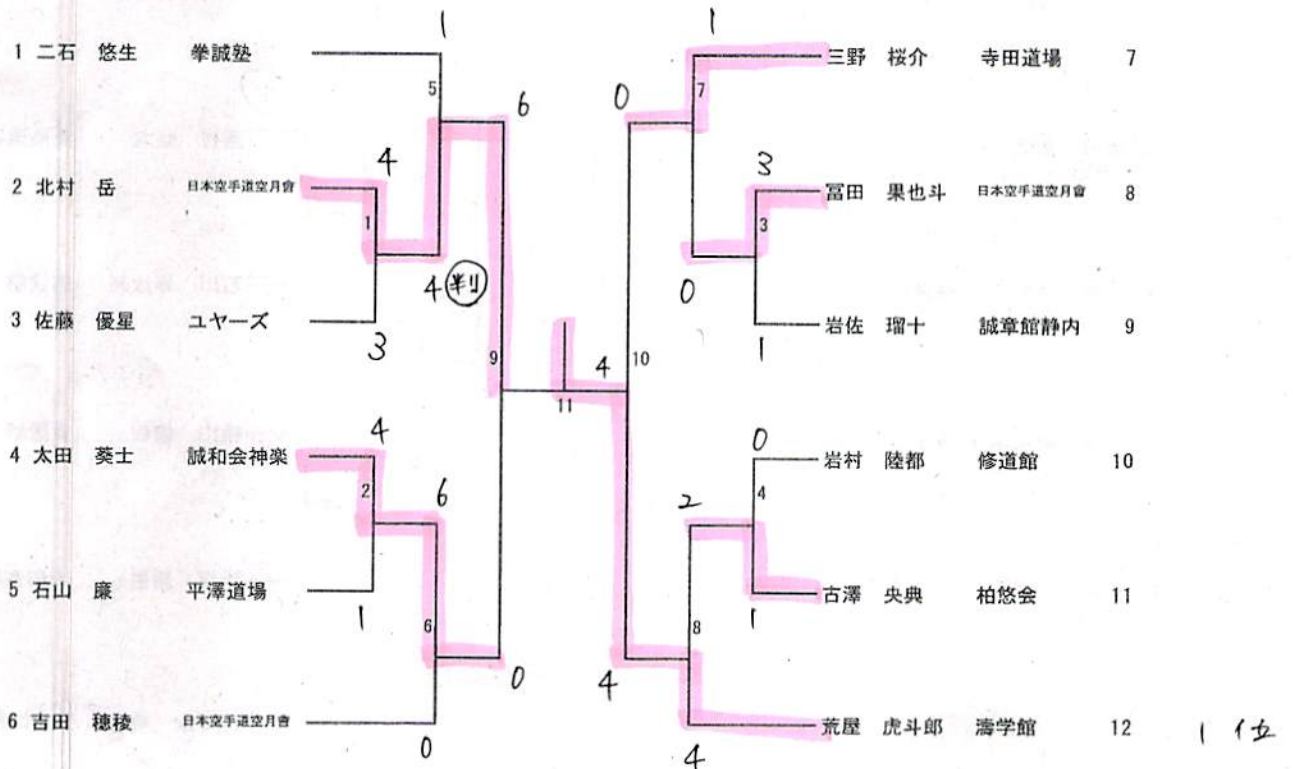 1
1
1 二石 悠生 拳誠塾
三野 桜介 寺田道場 7
5
7
6
0
4
3
2 北村 岳 日本空手道空月會
冨田 果也斗 日本空手道空月會 8
1
3
4 判
0
3 佐藤 優星 ユヤーズ
岩佐 瑠十 誠章館静内 9
3
1
9
4
10
11
4
0
4 太田 葵士 誠和会神楽
岩村 陸都 修道館 10
2
6
2
4
5 石山 廉 平澤道場
古澤 央典 柏悠会 11
1
1
6
8
0
4
6 吉田 穂稜 日本空手道空月會
荒屋 虎斗郎 濤学館 12 1位
0
4